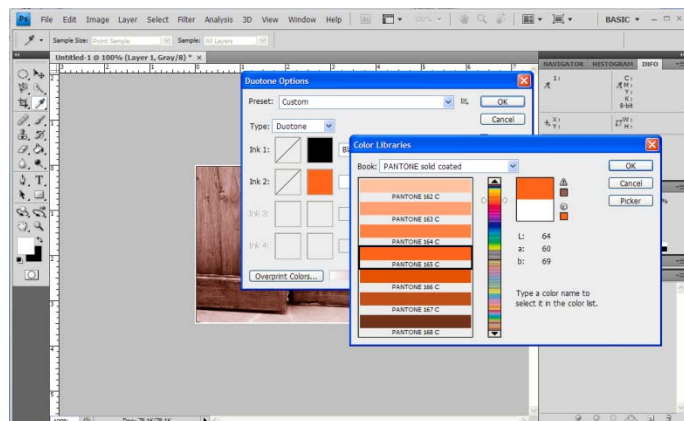 Ps File Edit Image Layer Select Filter Analysis 3D View Window Help Br 100% BASIC
Sample Size: Point Sample Sample: All Layers
Untitled-1 @ 100% (Layer 1, Gray/8) * ×
NAVIGATOR HISTOGRAM INFO
Duotone Options
Preset: Custom
OK
Cancel
Type: Duotone
Ink 1:
Ink 2:
Ink 3:
Ink 4:
Overprint Colors...
Color Libraries
Book: PANTONE solid coated
OK
Cancel
Picker
PANTONE 162 C
PANTONE 163 C
PANTONE 164 C
PANTONE 165 C
PANTONE 166 C
PANTONE 167 C
PANTONE 168 C
L: 64
a: 60
b: 69
Type a color name to
select it in the color list.
C:
M:
Y:
K:
8-bit
X:
Y:
W:
H:
100%